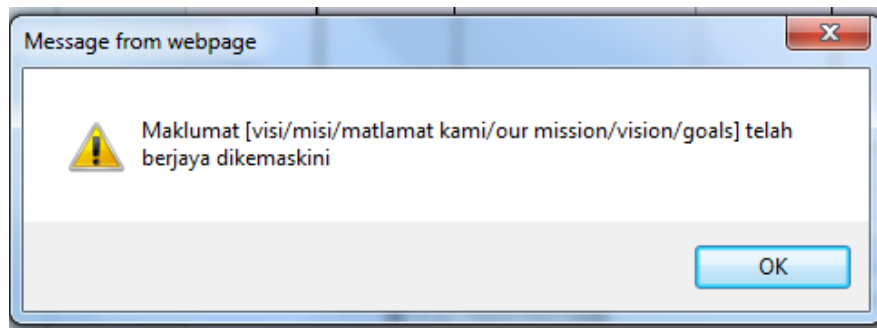 Message from webpage
Maklumat [visi/misi/matlamat kami/our mission/vision/goals] telah
berjaya dikemaskini
OK